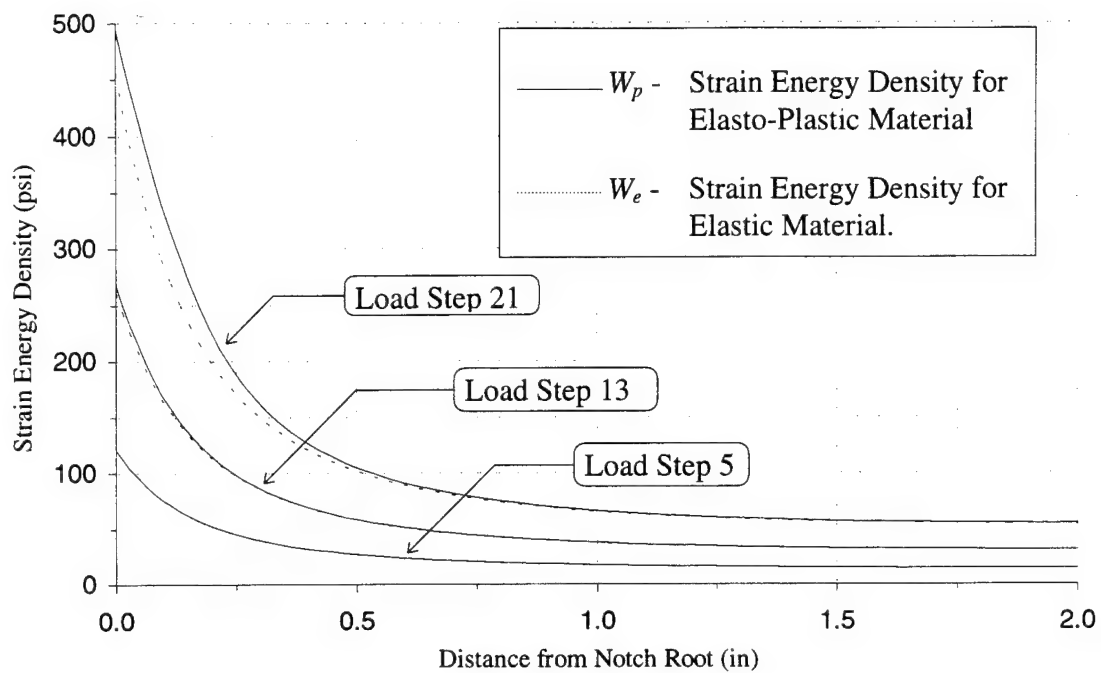 500
400
300
200
100
0
Strain Energy Density (psi)
W_p - Strain Energy Density for
Elasto-Plastic Material
W_e - Strain Energy Density for
Elastic Material.
Load Step 21
Load Step 13
Load Step 5
0.0 0.5 1.0 1.5 2.0
Distance from Notch Root (in)